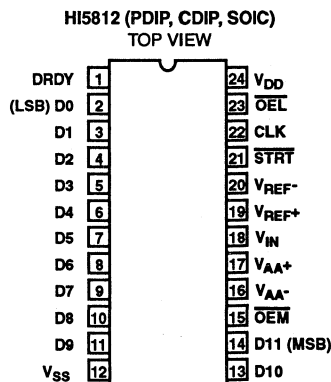 HI5812 (PDIP, CDIP, SOIC)
TOP VIEW
DRDY 1 24 VDD
(LSB) D0 2 23 OEL
D1 3 22 CLK
D2 4 21 STRT
D3 5 20 VREF-
D4 6 19 VREF+
D5 7 18 VIN
D6 8 17 VAA+
D7 9 16 VAA-
D8 10 15 OEM
D9 11 14 D11 (MSB)
VSS 12 13 D10